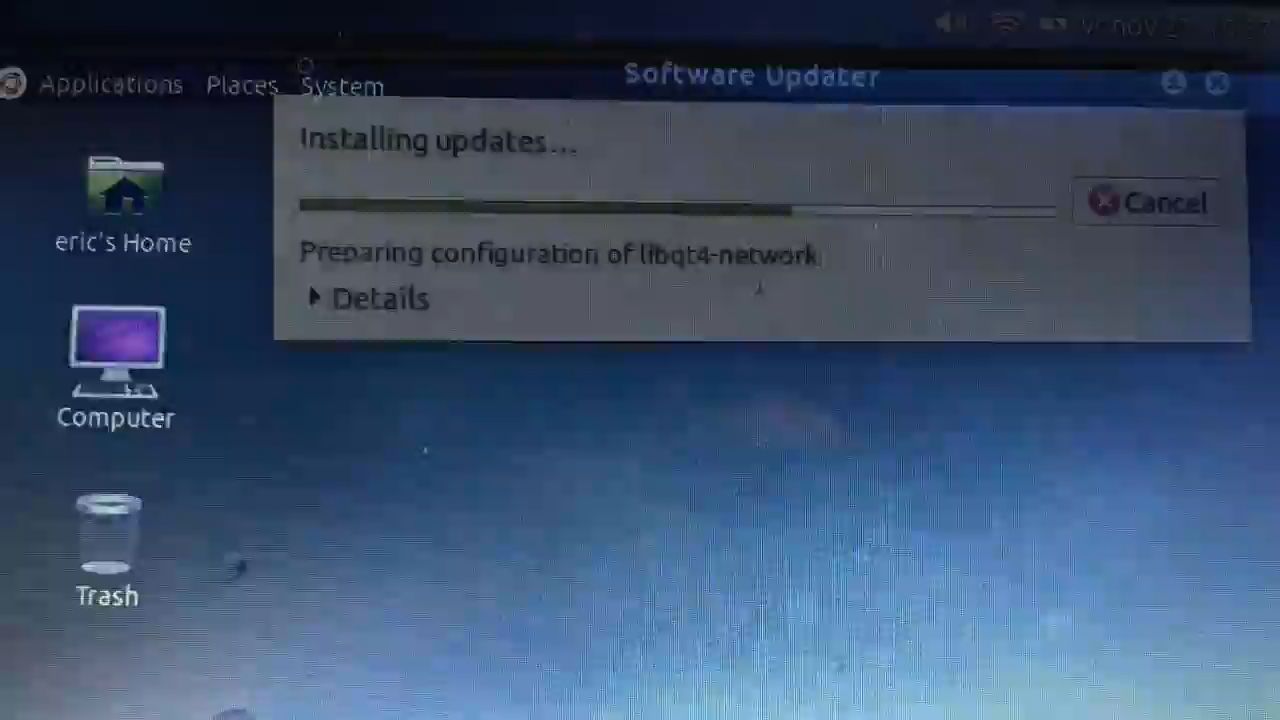 Applications Places System
Software Updater
Installing updates...
Cancel
Preparing configuration of libqt4-network
Details
eric's Home
Computer
Trash